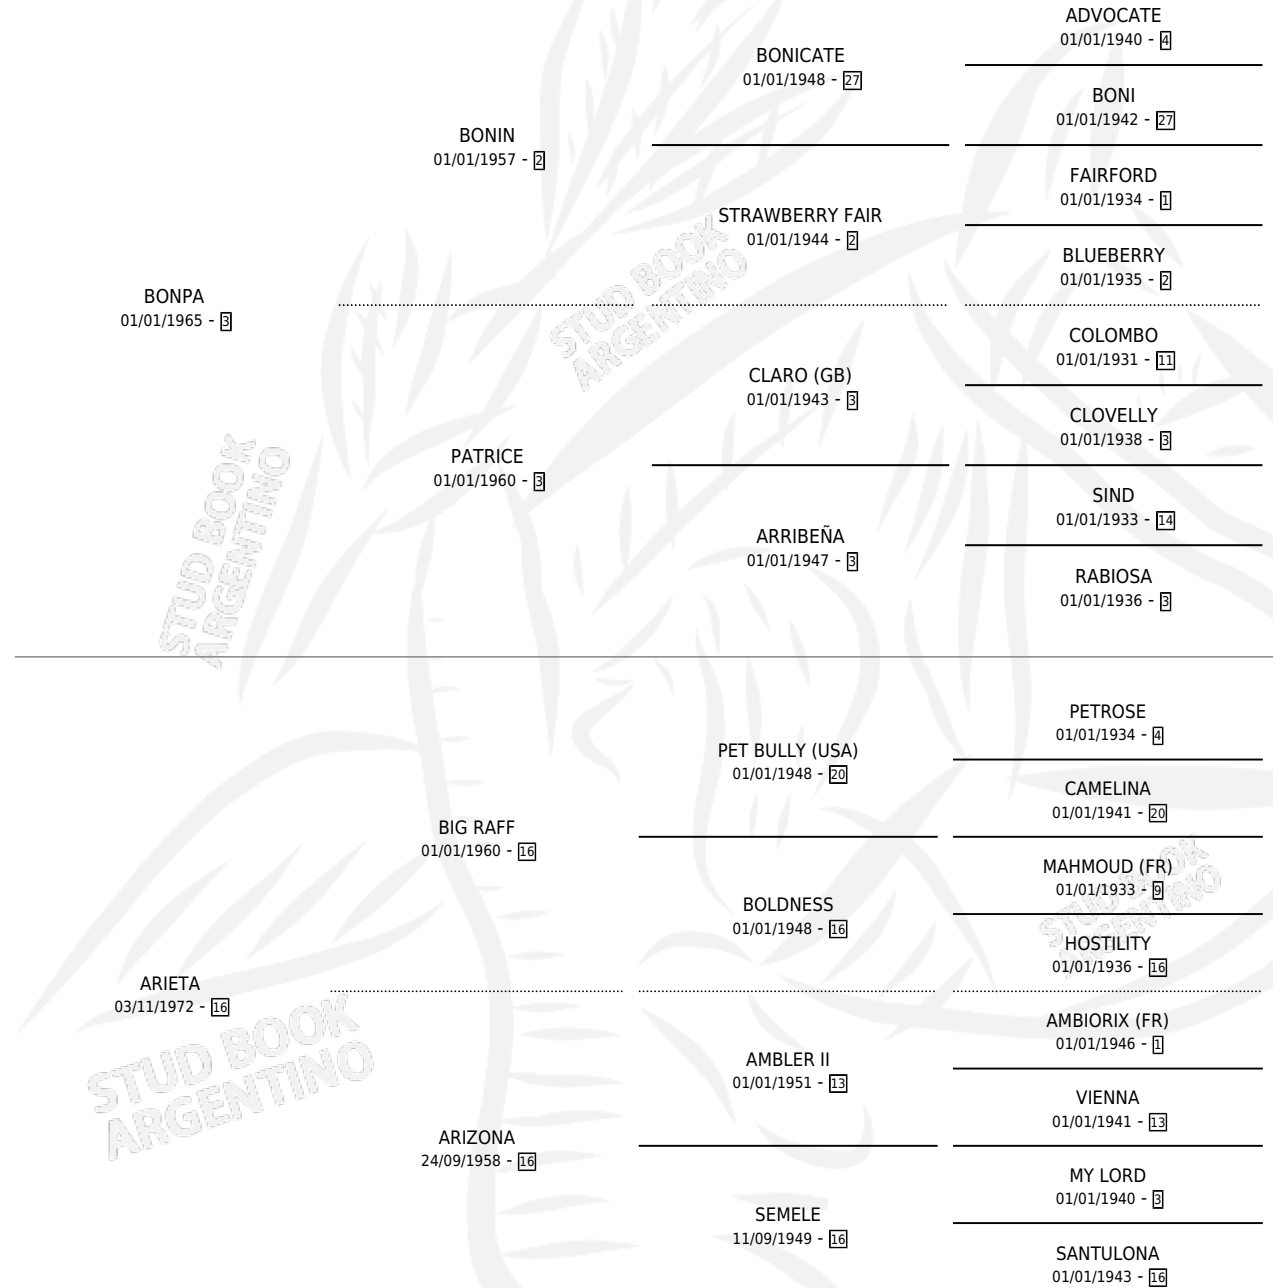 ADVOCATE
01/01/1940 - 4
BONICATE
01/01/1948 - 27
BONI
01/01/1942 - 27
BONIN
01/01/1957 - 2
FAIRFORD
01/01/1934 - 1
STRAWBERRY FAIR
01/01/1944 - 2
BLUEBERRY
01/01/1935 - 2
BONPA
01/01/1965 - 3
STUD BOOK
ARGENTINO
COLOMBO
01/01/1931 - 11
CLARO (GB)
01/01/1943 - 3
CLOVELLY
01/01/1938 - 3
PATRICE
01/01/1960 - 3
SIND
01/01/1933 - 14
ARRIBEÑA
01/01/1947 - 3
RABIOSA
01/01/1936 - 3
STUD BOOK
ARGENTINO
PETROSE
01/01/1934 - 4
PET BULLY (USA)
01/01/1948 - 20
CAMELINA
01/01/1941 - 20
BIG RAFF
01/01/1960 - 16
MAHMOUD (FR)
01/01/1933 - 9
BOLDNESS
01/01/1948 - 16
STUD BOOK
ARGENTINO
HOSTILITY
01/01/1936 - 16
ARIETA
03/11/1972 - 16
AMBIORIX (FR)
01/01/1946 - 1
AMBLER II
01/01/1951 - 13
STUD BOOK
ARGENTINO
VIENNA
01/01/1941 - 13
ARIZONA
24/09/1958 - 16
MY LORD
01/01/1940 - 3
SEMELE
11/09/1949 - 16
SANTULONA
01/01/1943 - 16